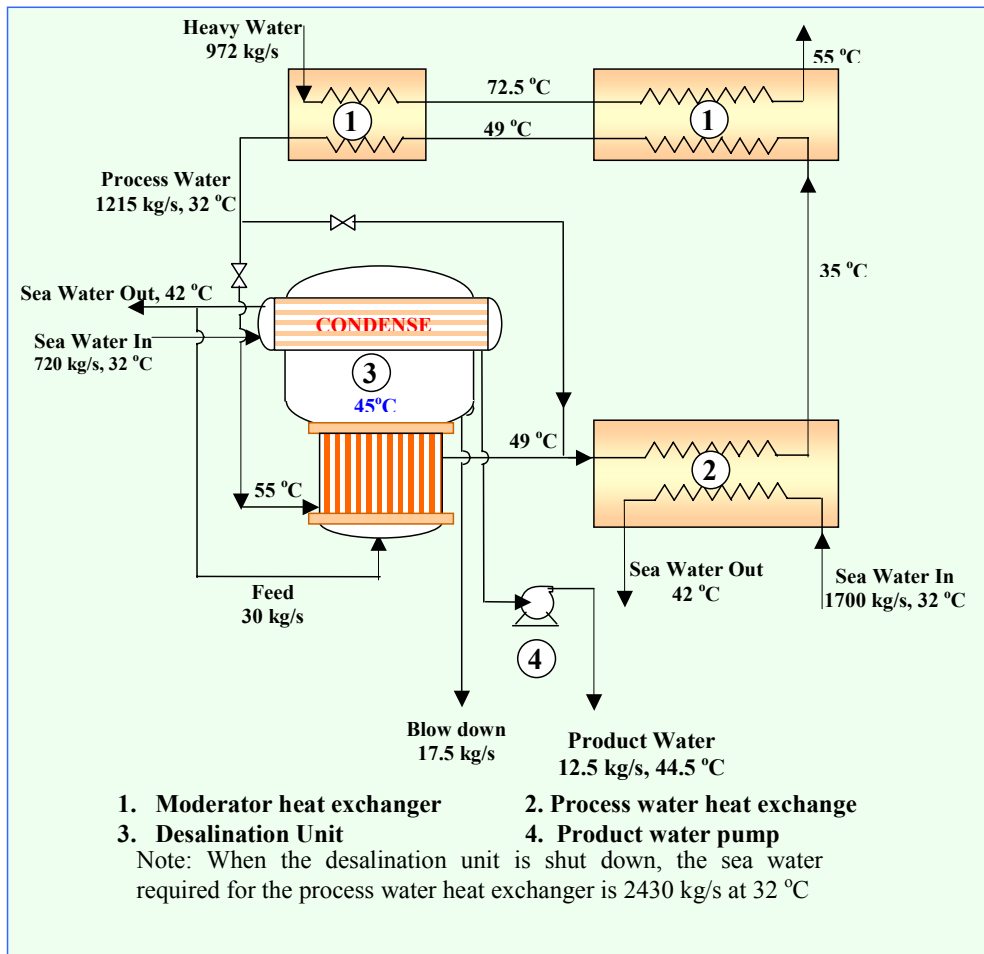 Heavy Water
972 kg/s
55 °C
72.5 °C
1
1
49 °C
Process Water
1215 kg/s, 32 °C
35 °C
Sea Water Out, 42 °C
CONDENSE
Sea Water In
720 kg/s, 32 °C
3
45°C
49 °C
2
55 °C
Sea Water Out
42 °C
Sea Water In
1700 kg/s, 32 °C
Feed
30 kg/s
4
Blow down
17.5 kg/s
Product Water
12.5 kg/s, 44.5 °C
1. Moderator heat exchanger
2. Process water heat exchange
3. Desalination Unit
4. Product water pump
Note: When the desalination unit is shut down, the sea water
required for the process water heat exchanger is 2430 kg/s at 32 °C